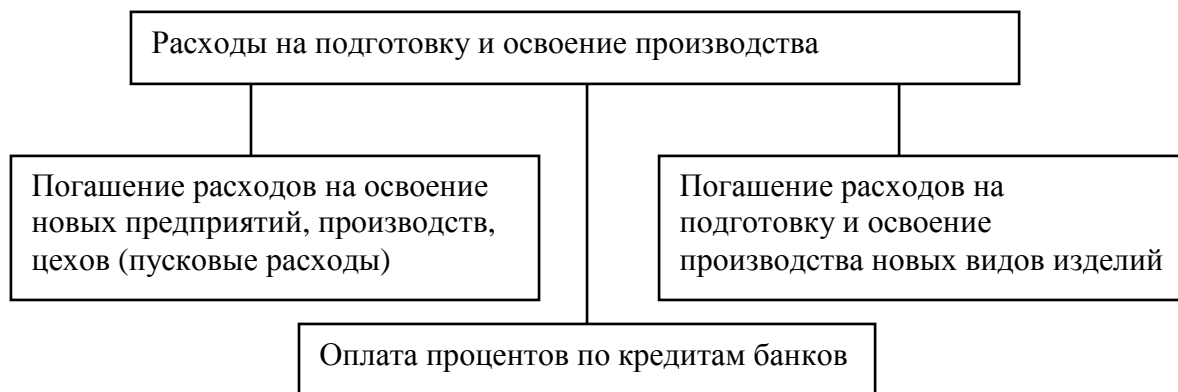 Расходы на подготовку и освоение производства
Погашение расходов на освоение
новых предприятий, производств,
цехов (пусковые расходы)
Погашение расходов на
подготовку и освоение
производства новых видов изделий
Оплата процентов по кредитам банков